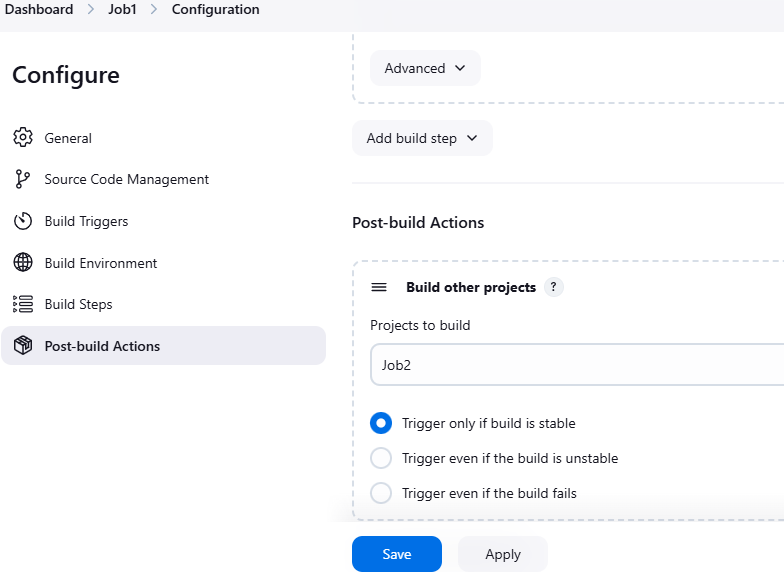 Dashboard > Job1 > Configuration
Configure
General
Source Code Management
Build Triggers
Build Environment
Build Steps
Post-build Actions
Advanced
Add build step
Post-build Actions
Build other projects ?
Projects to build
Job2
Trigger only if build is stable
Trigger even if the build is unstable
Trigger even if the build fails
Save Apply